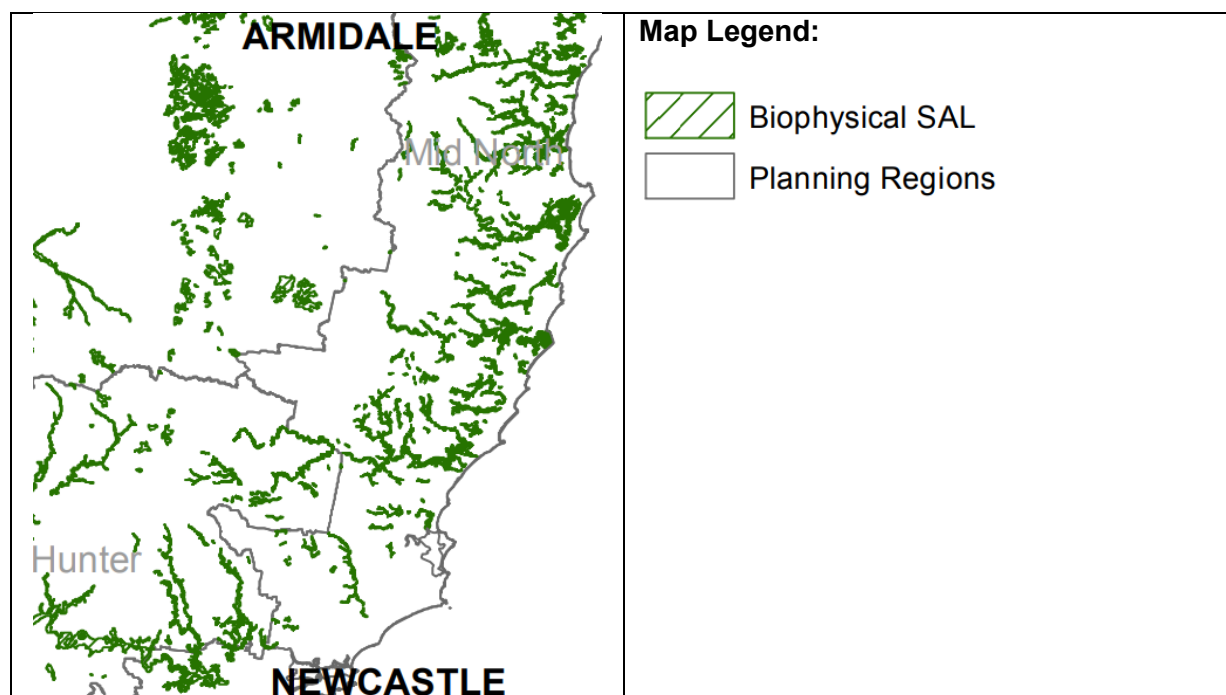 ARMIDALE
Mid North
Hunter
NEWCASTLE
Map Legend:
Biophysical SAL
Planning Regions